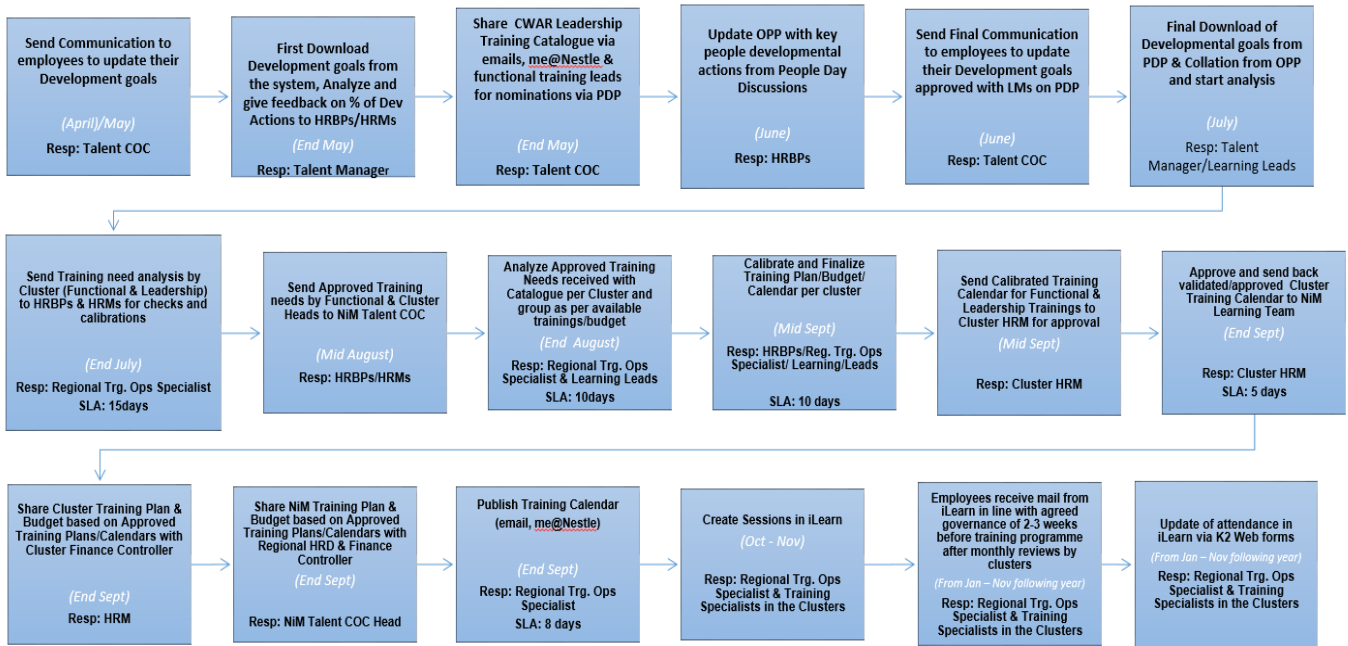 Send Communication to
employees to update their
Development goals
(April)/May)
Resp: Talent COC
First Download
Development goals from
the system, Analyze and
give feedback on % of Dev
Actions to HRBPs/HRMs
(End May)
Resp: Talent Manager
Share CWAR Leadership
Training Catalogue via
emails, me@Nestle &
functional training leads
for nominations via PDP
(End May)
Resp: Talent COC
Update OPP with key
people developmental
actions from People Day
Discussions
(June)
Resp: HRBPs
Send Final Communication
to employees to update
their Development goals
approved with LMs on PDP
(June)
Resp: Talent COC
Final Download of
Developmental goals from
PDP & Collation from OPP
and start analysis
(July)
Resp: Talent
Manager/Learning Leads
Send Training need analysis by
Cluster (Functional & Leadership)
to HRBPs & HRMs for checks and
calibrations
(End July)
Resp: Regional Trg. Ops Specialist
SLA: 15days
Send Approved Training
needs by Functional & Cluster
Heads to NiM Talent COC
(Mid August)
Resp: HRBPs/HRMs
Analyze Approved Training
Needs received with
Catalogue per Cluster and
group as per available
trainings/budget
(End August)
Resp: Regional Trg. Ops
Specialist & Learning Leads
SLA: 10days
Calibrate and Finalize
Training Plan/Budget/
Calendar per cluster
(Mid Sept)
Resp: HRBPs/Reg. Trg. Ops
Specialist/ Learning/Leads
SLA: 10 days
Send Calibrated Training
Calendar for Functional &
Leadership Trainings to
Cluster HRM for approval
(Mid Sept)
Resp: Cluster HRM
Approve and send back
validated/approved Cluster
Training Calendar to NiM
Learning Team
(End Sept)
Resp: Cluster HRM
SLA: 5 days
Share Cluster Training Plan &
Budget based on Approved
Training Plans/Calendars with
Cluster Finance Controller
(End Sept)
Resp: HRM
Share NiM Training Plan &
Budget based on Approved
Training Plans/Calendars with
Regional HRD & Finance
Controller
(End Sept)
Resp: NiM Talent COC Head
Publish Training Calendar
(email, me@Nestle)
(End Sept)
Resp: Regional Trg. Ops
Specialist
SLA: 8 days
Create Sessions in iLearn
(Oct - Nov)
Resp: Regional Trg. Ops
Specialist & Training
Specialists in the Clusters
Employees receive mail from
iLearn in line with agreed
governance of 2-3 weeks
before training programme
after monthly reviews by
clusters
(From Jan – Nov following year)
Resp: Regional Trg. Ops
Specialist & Training
Specialists in the Clusters
Update of attendance in
iLearn via K2 Web forms
(From Jan – Nov following year)
Resp: Regional Trg. Ops
Specialist & Training
Specialists in the Clusters